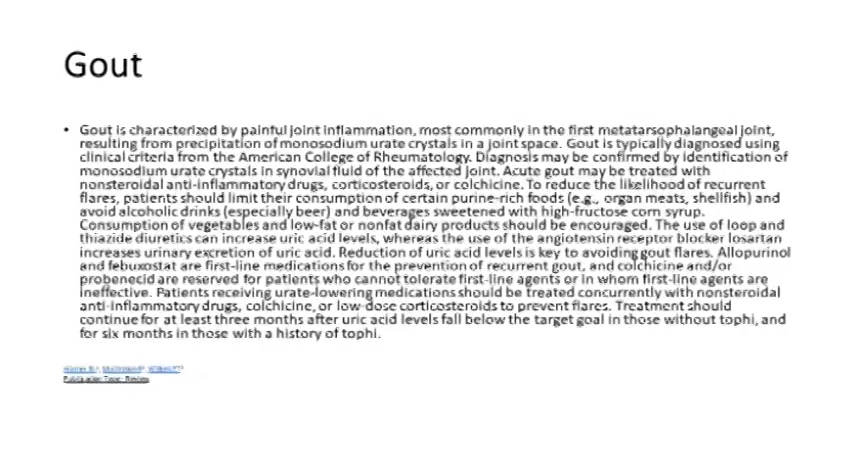 Gout
• Gout is characterized by painful joint inflammation, most commonly in the first metatarsophalangeal joint,
resulting from precipitation of monosodium urate crystals in a joint space. Gout is typically diagnosed using
clinical criteria from the American College of Rheumatology. Diagnosis may be confirmed by identification of
monosodium urate crystals in synovial fluid of the affected joint. Acute gout may be treated with
nonsteroidal anti-inflammatory drugs, corticosteroids, or colchicine. To reduce the likelihood of recurrent
flares, patients should limit their consumption of certain purine-rich foods (e.g., organ meats, shellfish) and
avoid alcoholic drinks (especially beer) and beverages sweetened with high-fructose corn syrup.
Consumption of vegetables and low-fat or nonfat dairy products should be encouraged. The use of loop and
thiazide diuretics can increase uric acid levels, whereas the use of the angiotensin receptor blocker losartan
increases urinary excretion of uric acid. Reduction of uric acid levels is key to avoiding gout flares. Allopurinol
and febuxostat are first-line medications for the prevention of recurrent gout, and colchicine and/or
probenecid are reserved for patients who cannot tolerate first-line agents or in whom first-line agents are
ineffective. Patients receiving urate-lowering medications should be treated concurrently with nonsteroidal
anti-inflammatory drugs, colchicine, or low-dose corticosteroids to prevent flares. Treatment should
continue for at least three months after uric acid levels fall below the target goal in those without tophi, and
for six months in those with a history of tophi.
Publication Type: Review